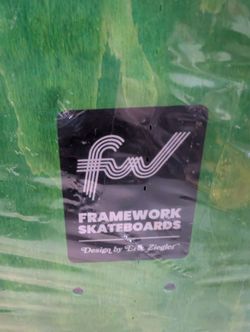 fw
FRAMEWORK
SKATEBOARDS
Design by Erik Ziegler